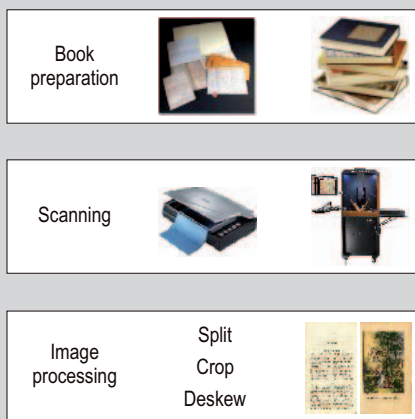 Book
preparation
Scanning
Image
processing
Split
Crop
Deskew